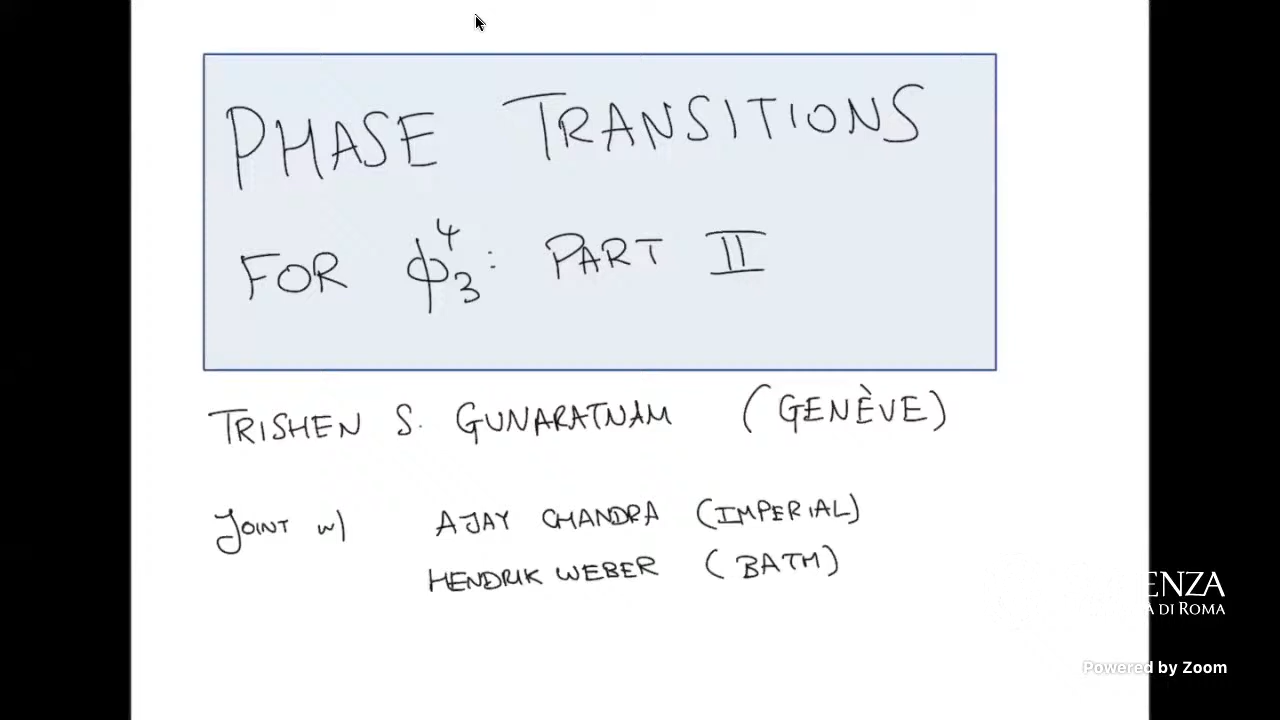 PHASE TRANSITIONS
FOR ϕ⁴₃: PART II
TRISHEN S. GUNARATNAM (GENÈVE)
JOINT w/ AJAY CHANDRA (IMPERIAL)
HENDRIK WEBER (BATH)
ENZA
A DI ROMA
Powered by Zoom